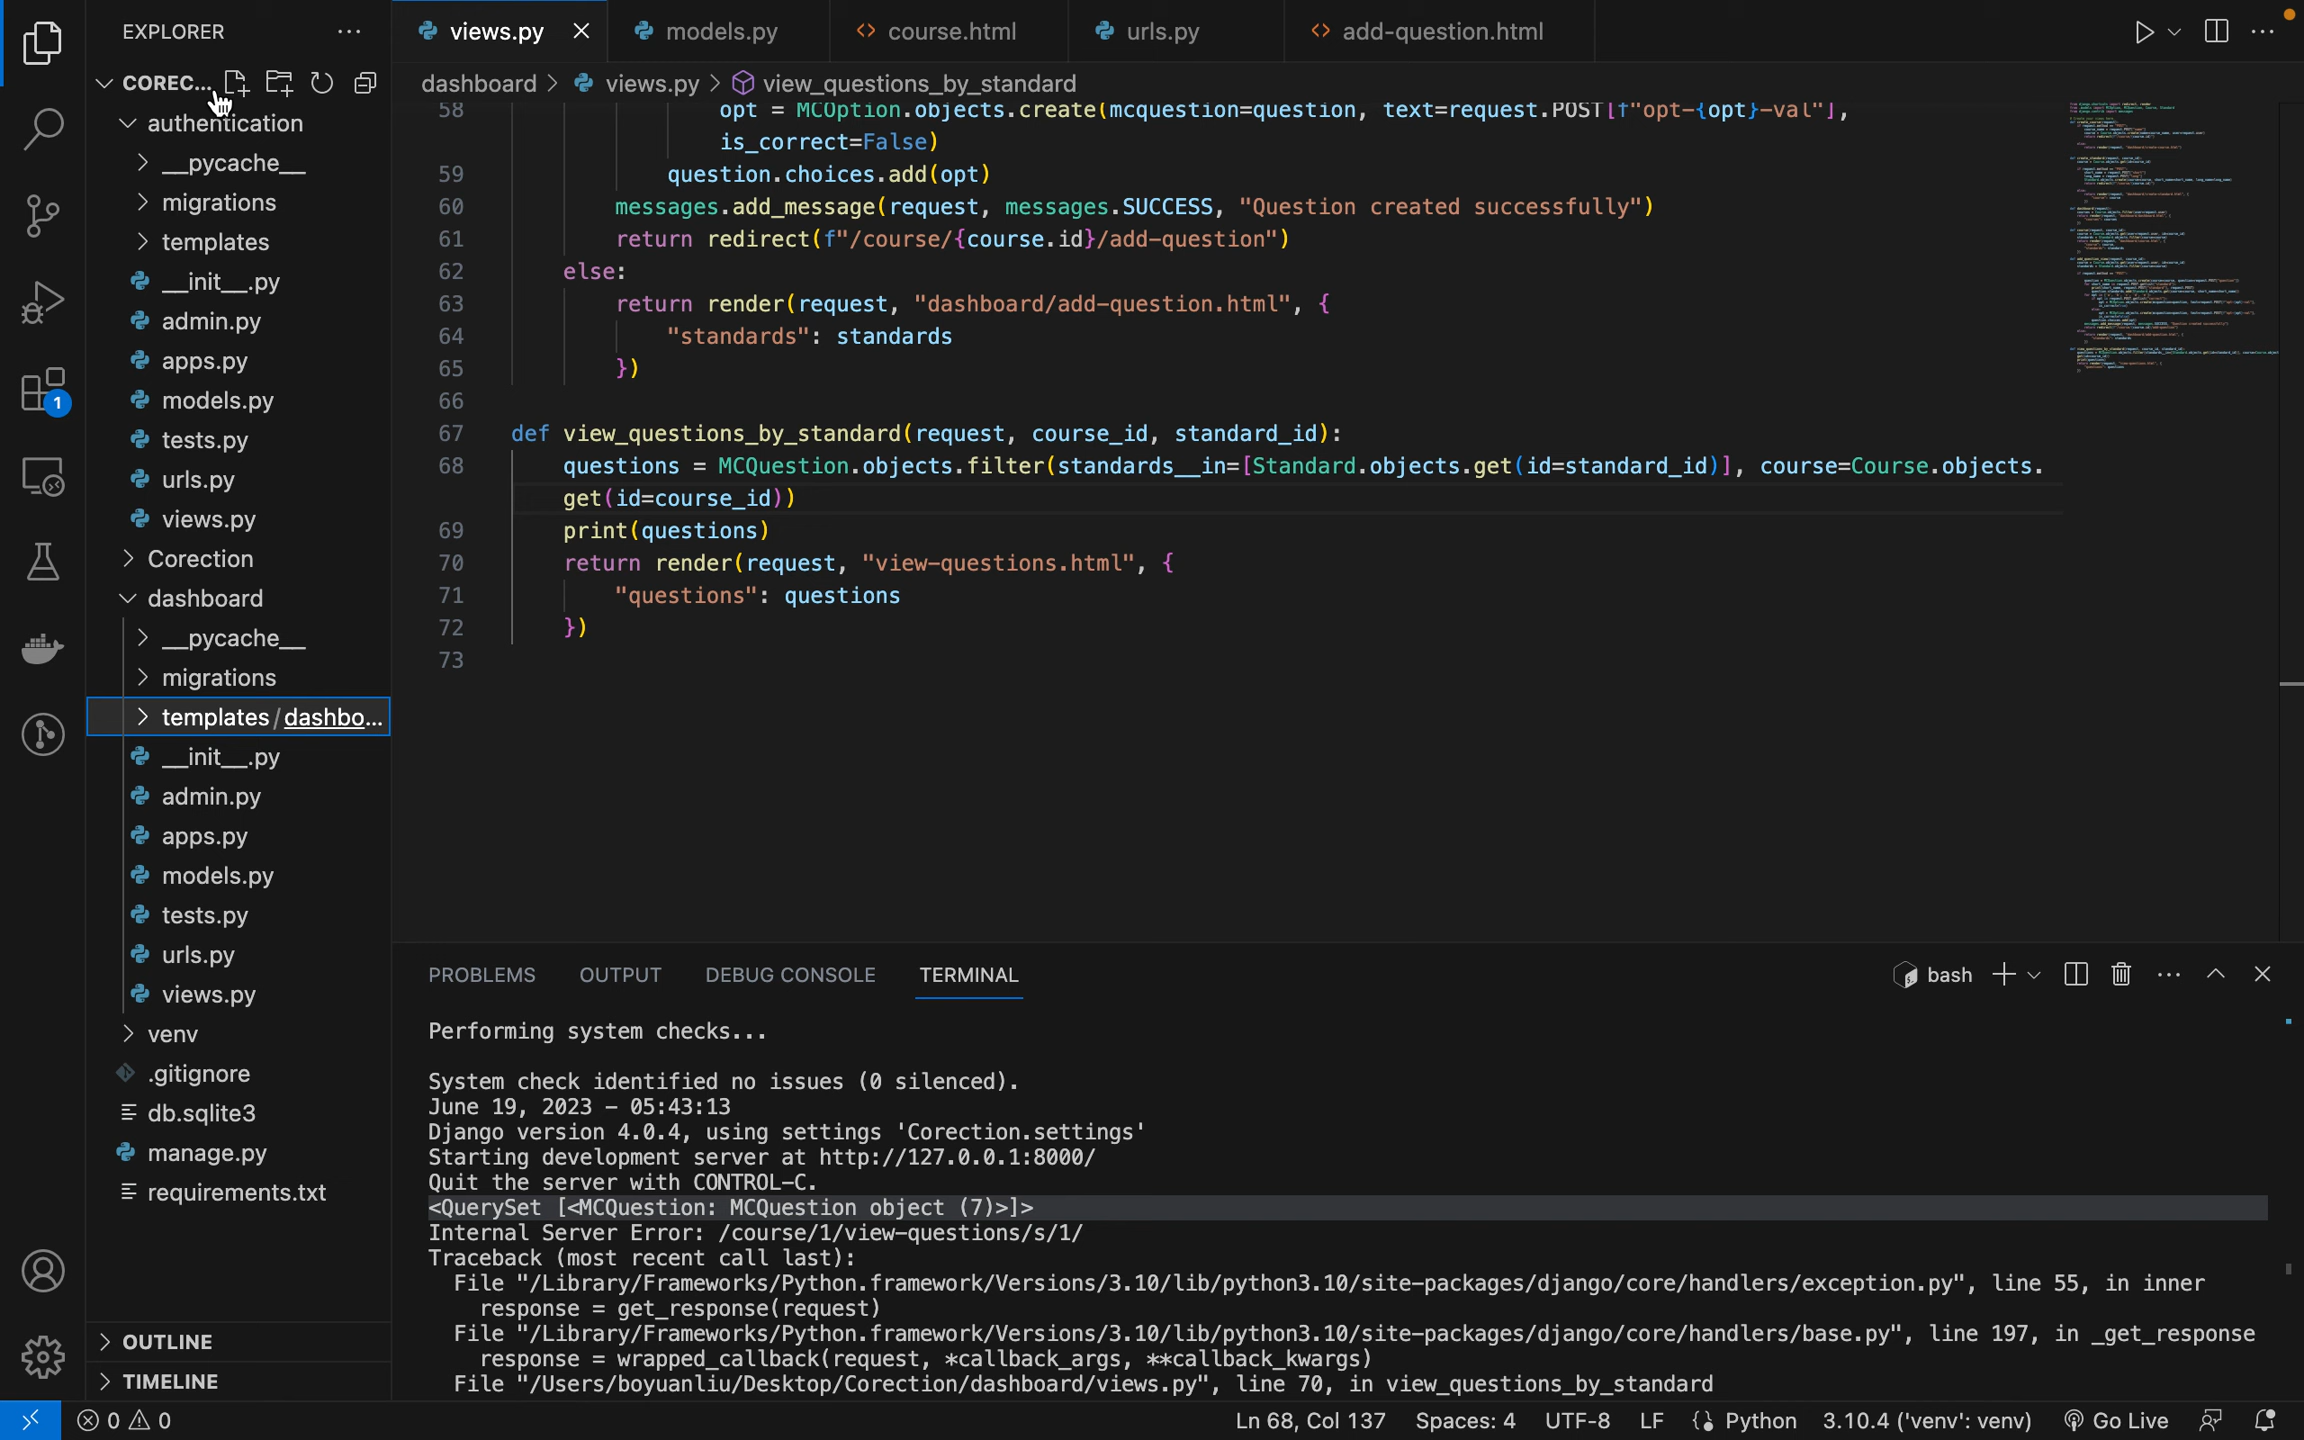 EXPLORER
COREC...
authentication
__pycache__
migrations
templates
__init__.py
admin.py
apps.py
models.py
tests.py
urls.py
views.py
Corection
dashboard
__pycache__
migrations
templates / dashbo...
__init__.py
admin.py
apps.py
models.py
tests.py
urls.py
views.py
venv
.gitignore
db.sqlite3
manage.py
requirements.txt
OUTLINE
TIMELINE
1
views.py
models.py
course.html
urls.py
add-question.html
dashboard > views.py > view_questions_by_standard
58 opt = MCOption.objects.create(mcquestion=question, text=request.POST[f"opt-{opt}-val"],
is_correct=False)
59 question.choices.add(opt)
60 messages.add_message(request, messages.SUCCESS, "Question created successfully")
61 return redirect(f"/course/{course.id}/add-question")
62 else:
63 return render(request, "dashboard/add-question.html", {
64 "standards": standards
65 })
66
67 def view_questions_by_standard(request, course_id, standard_id):
68 questions = MCQuestion.objects.filter(standards__in=[Standard.objects.get(id=standard_id)], course=Course.objects.
get(id=course_id))
69 print(questions)
70 return render(request, "view-questions.html", {
71 "questions": questions
72 })
73
PROBLEMS OUTPUT DEBUG CONSOLE TERMINAL
bash
Performing system checks...
System check identified no issues (0 silenced).
June 19, 2023 - 05:43:13
Django version 4.0.4, using settings 'Corection.settings'
Starting development server at http://127.0.0.1:8000/
Quit the server with CONTROL-C.
<QuerySet [<MCQuestion: MCQuestion object (7)>]>
Internal Server Error: /course/1/view-questions/s/1/
Traceback (most recent call last):
File "/Library/Frameworks/Python.framework/Versions/3.10/lib/python3.10/site-packages/django/core/handlers/exception.py", line 55, in inner
response = get_response(request)
File "/Library/Frameworks/Python.framework/Versions/3.10/lib/python3.10/site-packages/django/core/handlers/base.py", line 197, in _get_response
response = wrapped_callback(request, *callback_args, **callback_kwargs)
File "/Users/boyuanliu/Desktop/Corection/dashboard/views.py", line 70, in view_questions_by_standard
0 0
Ln 68, Col 137 Spaces: 4 UTF-8 LF Python 3.10.4 ('venv': venv) Go Live